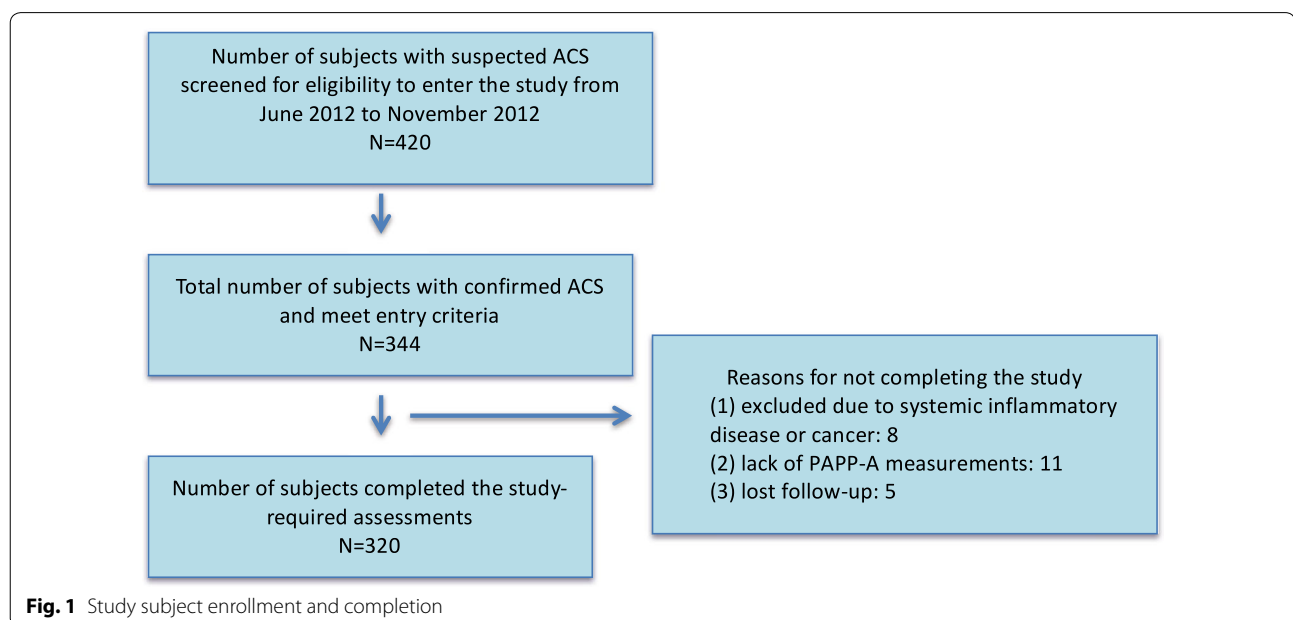 Number of subjects with suspected ACS
screened for eligibility to enter the study from
June 2012 to November 2012
N=420
Total number of subjects with confirmed ACS
and meet entry criteria
N=344
Reasons for not completing the study
(1) excluded due to systemic inflammatory
disease or cancer: 8
(2) lack of PAPP-A measurements: 11
(3) lost follow-up: 5
Number of subjects completed the study-
required assessments
N=320
Fig. 1 Study subject enrollment and completion